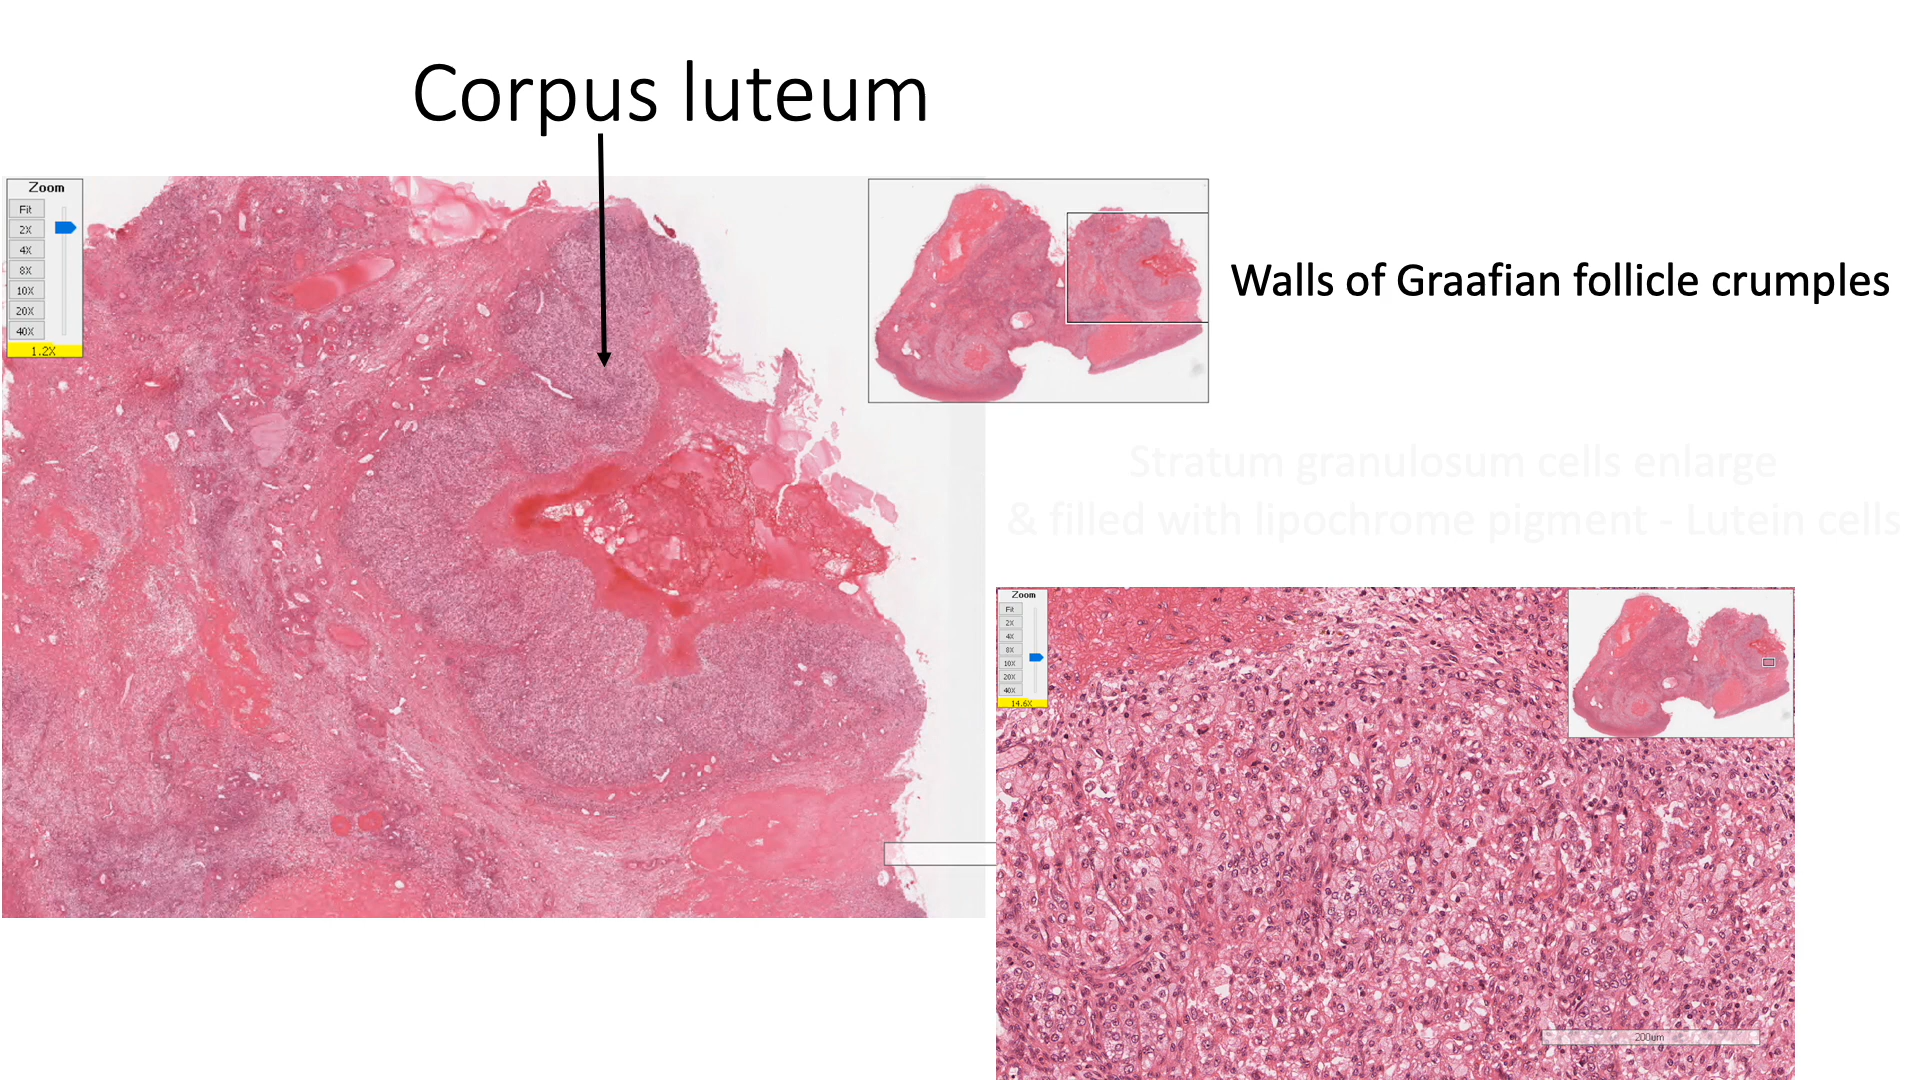 Corpus luteum
Zoom
Fit
2X
4X
8X
10X
20X
40X
1.2X
Walls of Graafian follicle crumples
Stratum granulosum cells enlarge
& filled with lipochrome pigment - Lutein cells
Zoom
Fit
2X
4X
8X
10X
20X
40X
14.6X
200um